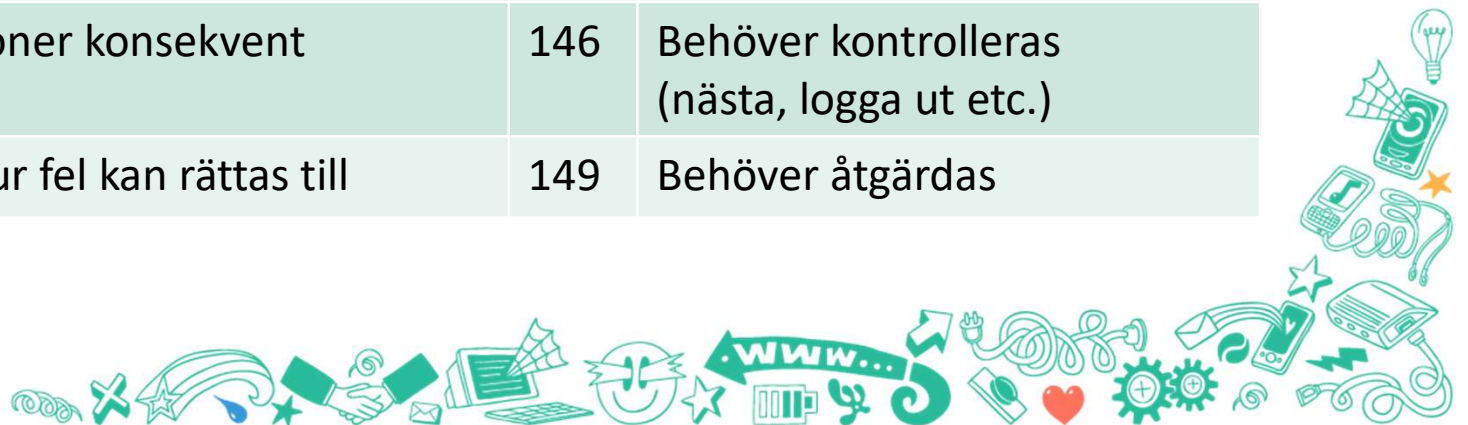 oner konsekvent 146 Behöver kontrolleras
(nästa, logga ut etc.)
ur fel kan rättas till 149 Behöver åtgärdas
.www...